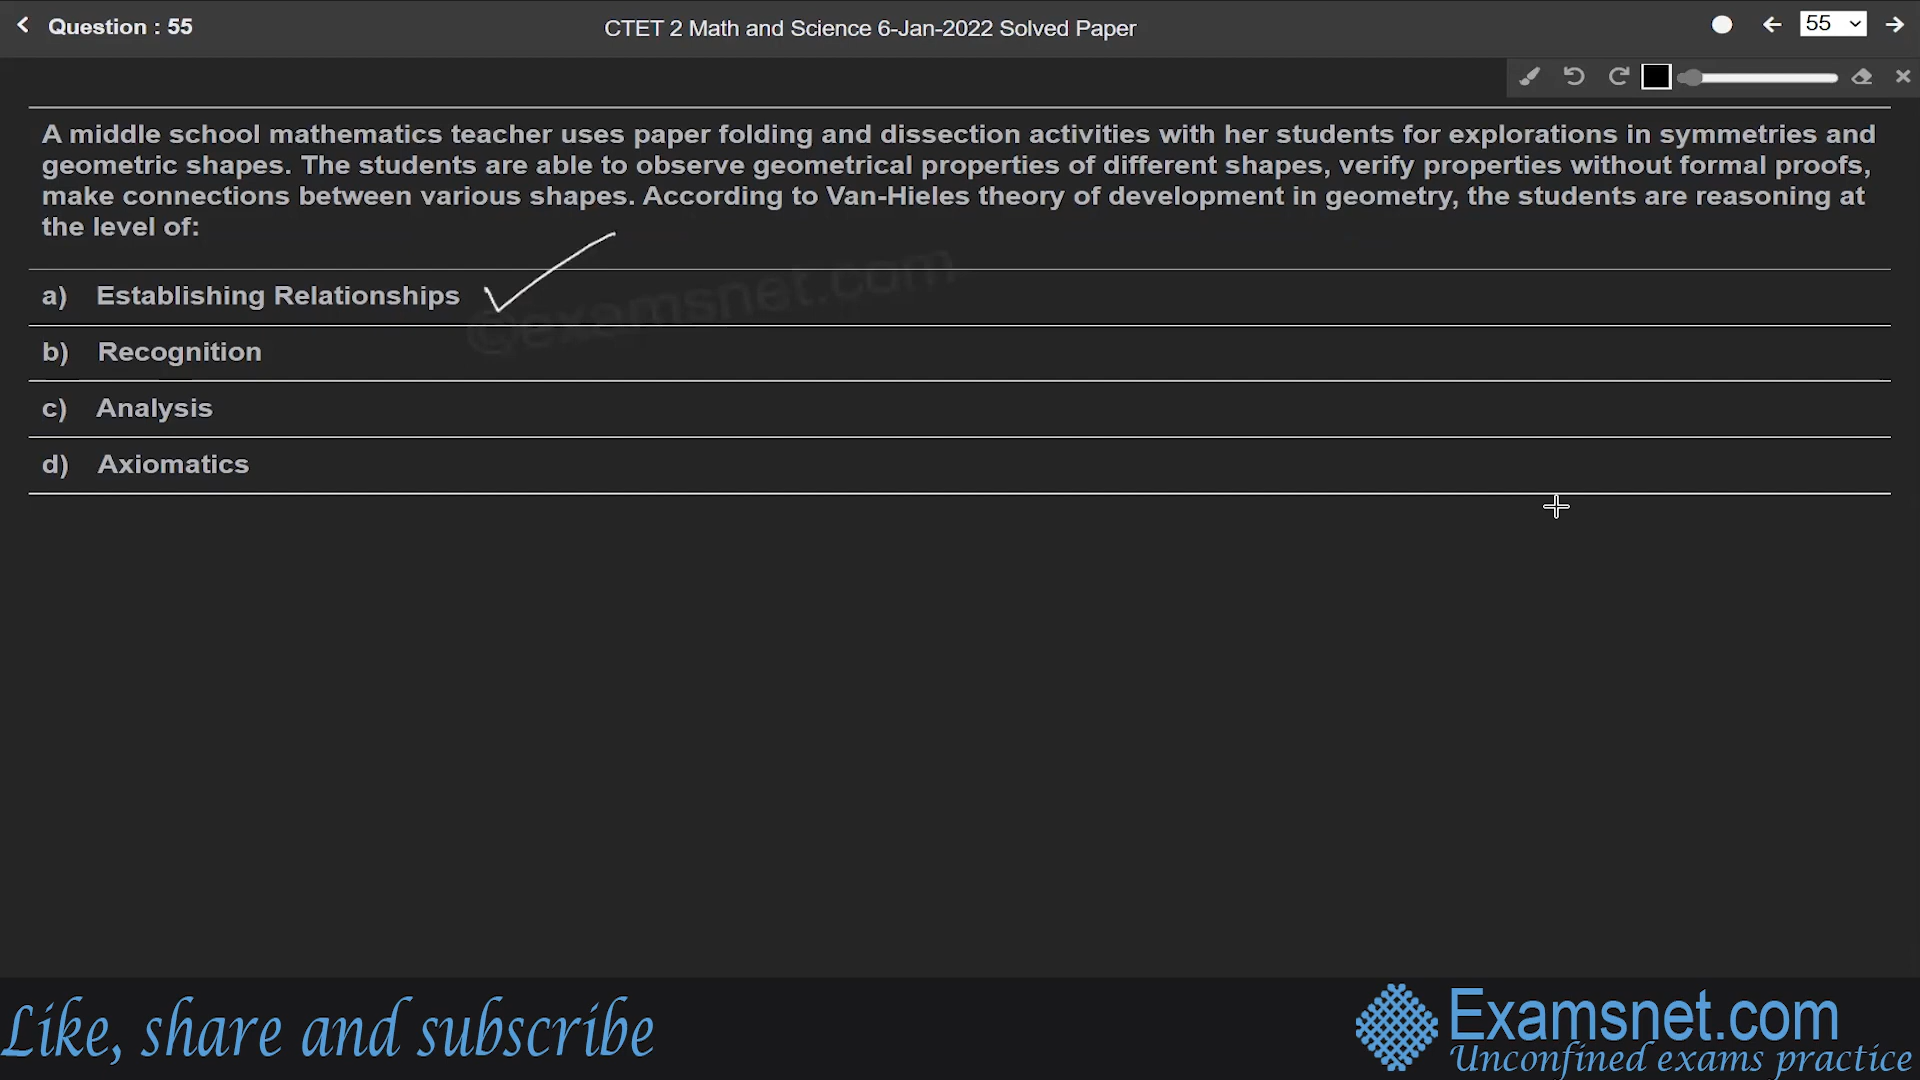 Question : 55
CTET 2 Math and Science 6-Jan-2022 Solved Paper
55
A middle school mathematics teacher uses paper folding and dissection activities with her students for explorations in symmetries and
geometric shapes. The students are able to observe geometrical properties of different shapes, verify properties without formal proofs,
make connections between various shapes. According to Van-Hieles theory of development in geometry, the students are reasoning at
the level of:
a) Establishing Relationships
©examsnet.com
b) Recognition
c) Analysis
d) Axiomatics
Like, share and subscribe
Examsnet.com
Unconfined exams practice